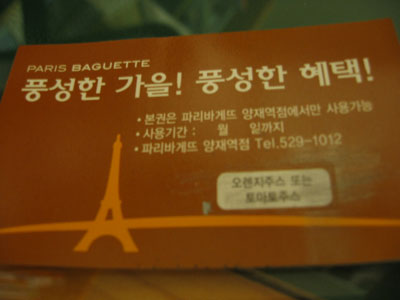 PARIS BAGUETTE
풍성한 가을! 풍성한 혜택!
• 본권은 파리바게뜨 양재역점에서만 사용가능
• 사용기간 : 월 일까지
• 파리바게뜨 양재역점 Tel.529-1012
오렌지주스 또는
토마토주스